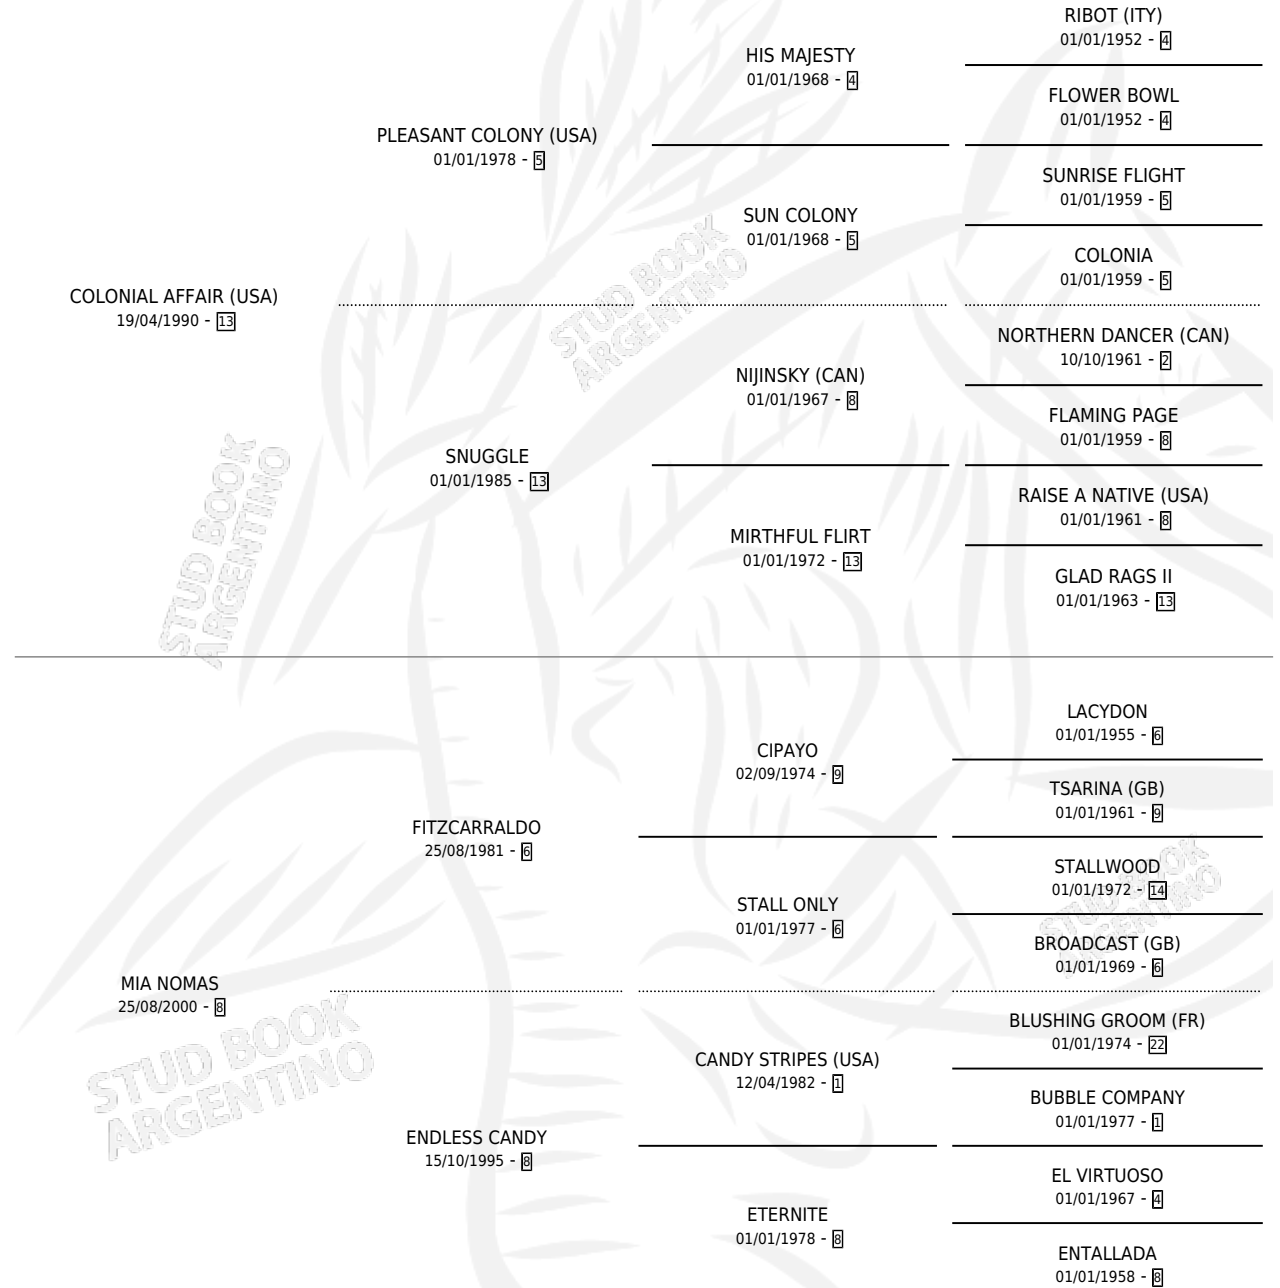 RIBOT (ITY)
01/01/1952 - 4
HIS MAJESTY
01/01/1968 - 4
FLOWER BOWL
01/01/1952 - 4
PLEASANT COLONY (USA)
01/01/1978 - 5
SUNRISE FLIGHT
01/01/1959 - 5
SUN COLONY
01/01/1968 - 5
COLONIA
01/01/1959 - 5
COLONIAL AFFAIR (USA)
19/04/1990 - 13
STUD BOOK
ARGENTINO
NORTHERN DANCER (CAN)
10/10/1961 - 2
NIJINSKY (CAN)
01/01/1967 - 8
FLAMING PAGE
01/01/1959 - 8
SNUGGLE
01/01/1985 - 13
RAISE A NATIVE (USA)
01/01/1961 - 8
MIRTHFUL FLIRT
01/01/1972 - 13
GLAD RAGS II
01/01/1963 - 13
STUD BOOK
ARGENTINO
LACYDON
01/01/1955 - 6
CIPAYO
02/09/1974 - 9
TSARINA (GB)
01/01/1961 - 9
FITZCARRALDO
25/08/1981 - 6
STALLWOOD
01/01/1972 - 14
STALL ONLY
01/01/1977 - 6
STUD BOOK
ARGENTINO
BROADCAST (GB)
01/01/1969 - 6
MIA NOMAS
25/08/2000 - 8
STUD BOOK
ARGENTINO
BLUSHING GROOM (FR)
01/01/1974 - 22
CANDY STRIPES (USA)
12/04/1982 - 1
BUBBLE COMPANY
01/01/1977 - 1
ENDLESS CANDY
15/10/1995 - 8
EL VIRTUOSO
01/01/1967 - 4
ETERNITE
01/01/1978 - 8
ENTALLADA
01/01/1958 - 8